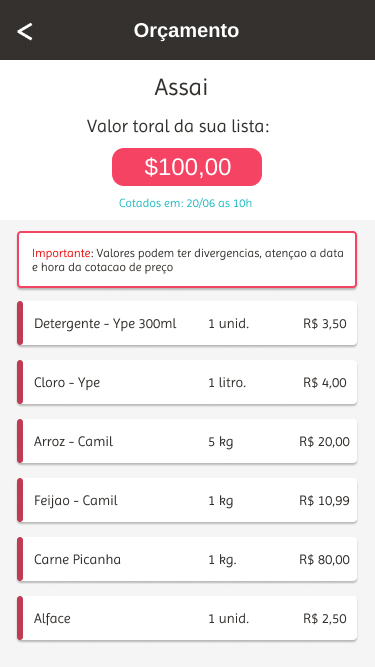 Orçamento
Assai
Valor toral da sua lista:
$100,00
Cotados em: 20/06 as 10h
Importante: Valores podem ter divergencias, atençao a data
e hora da cotacao de preço
Detergente - Ype 300ml 1 unid. R$ 3,50
Cloro - Ype 1 litro. R$ 4,00
Arroz - Camil 5 kg R$ 20,00
Feijao - Camil 1 kg R$ 10,99
Carne Picanha 1 kg. R$ 80,00
Alface 1 unid. R$ 2,50